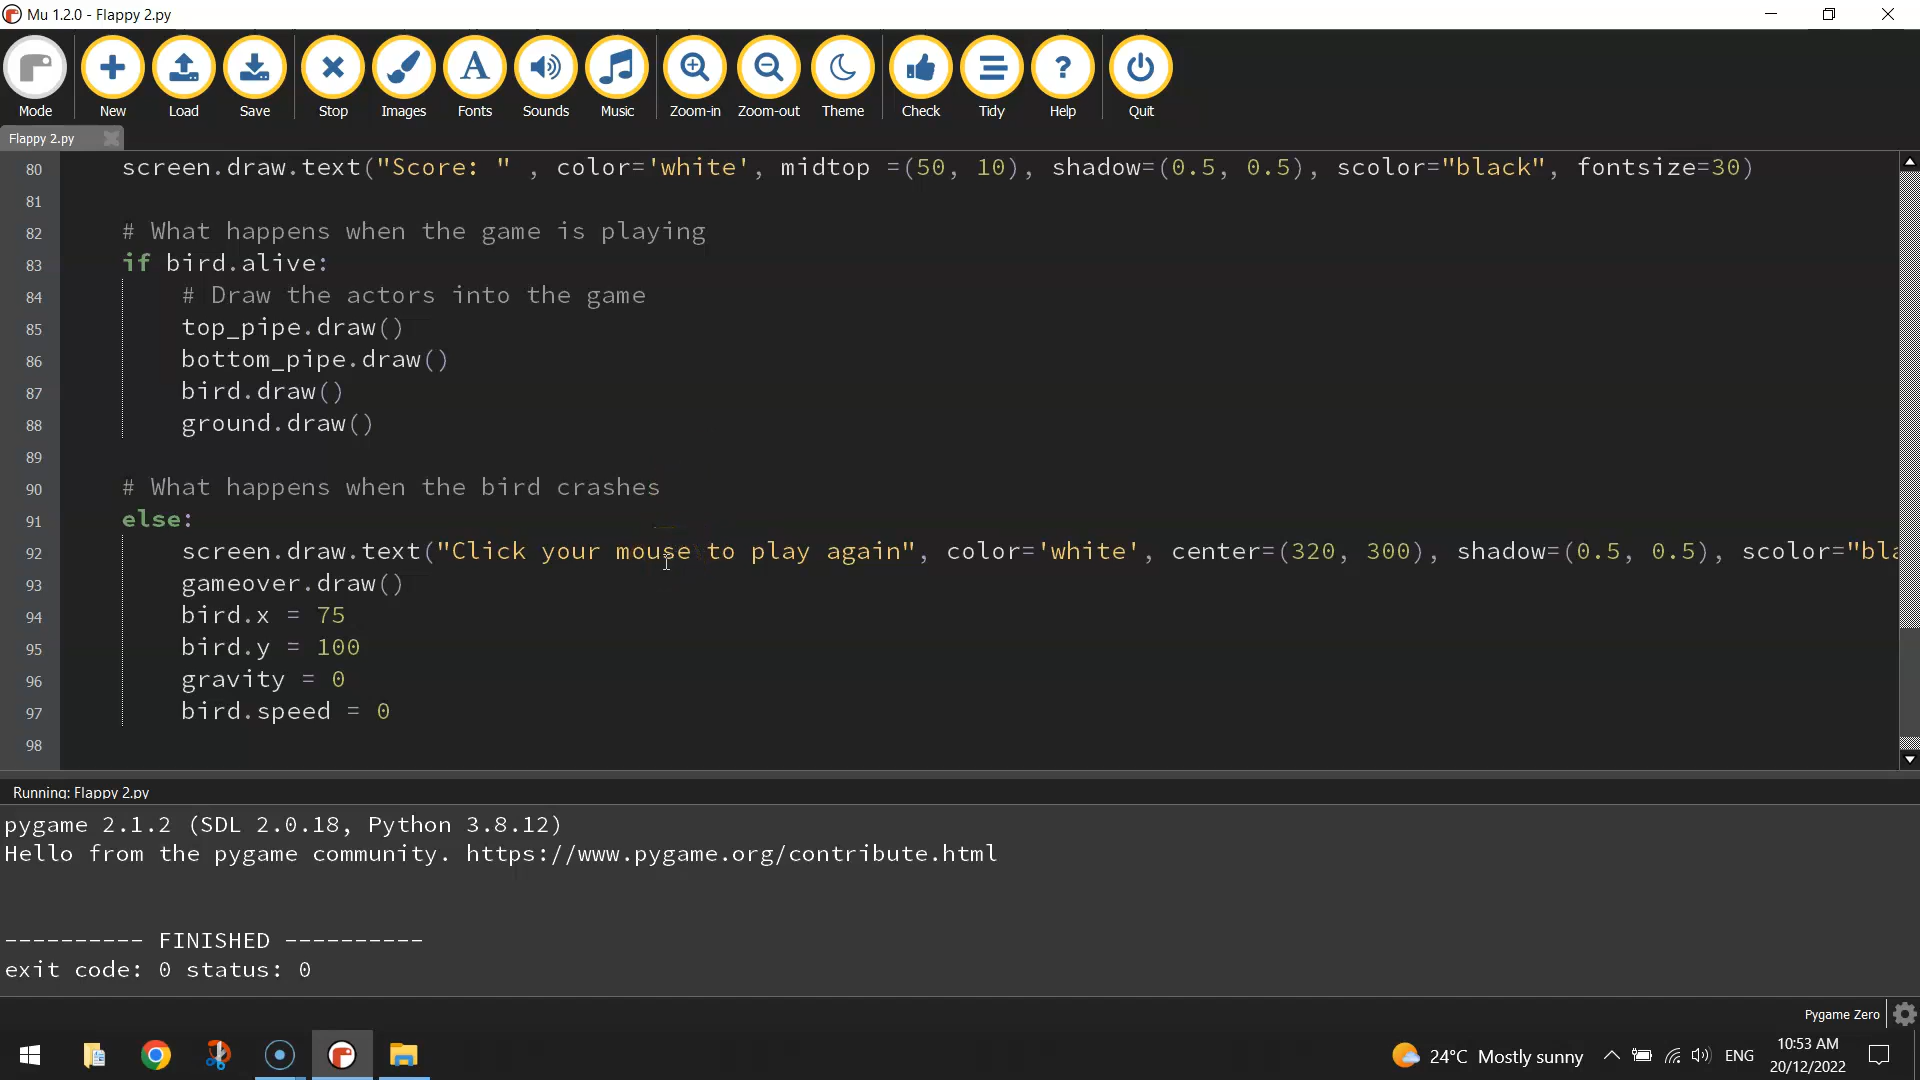 Mu 1.2.0 - Flappy 2.py
Mode New Load Save Stop Images Fonts Sounds Music Zoom-in Zoom-out Theme Check Tidy Help Quit
Flappy 2.py
80 screen.draw.text("Score: " , color='white', midtop =(50, 10), shadow=(0.5, 0.5), scolor="black", fontsize=30)
81
82 # What happens when the game is playing
83 if bird.alive:
84 # Draw the actors into the game
85 top_pipe.draw()
86 bottom_pipe.draw()
87 bird.draw()
88 ground.draw()
89
90 # What happens when the bird crashes
91 else:
92 screen.draw.text("Click your mouse to play again", color='white', center=(320, 300), shadow=(0.5, 0.5), scolor="bla
93 gameover.draw()
94 bird.x = 75
95 bird.y = 100
96 gravity = 0
97 bird.speed = 0
98
Running: Flappy 2.py
pygame 2.1.2 (SDL 2.0.18, Python 3.8.12)
Hello from the pygame community. https://www.pygame.org/contribute.html
---------- FINISHED ----------
exit code: 0 status: 0
Pygame Zero
24°C Mostly sunny ENG 10:53 AM
20/12/2022